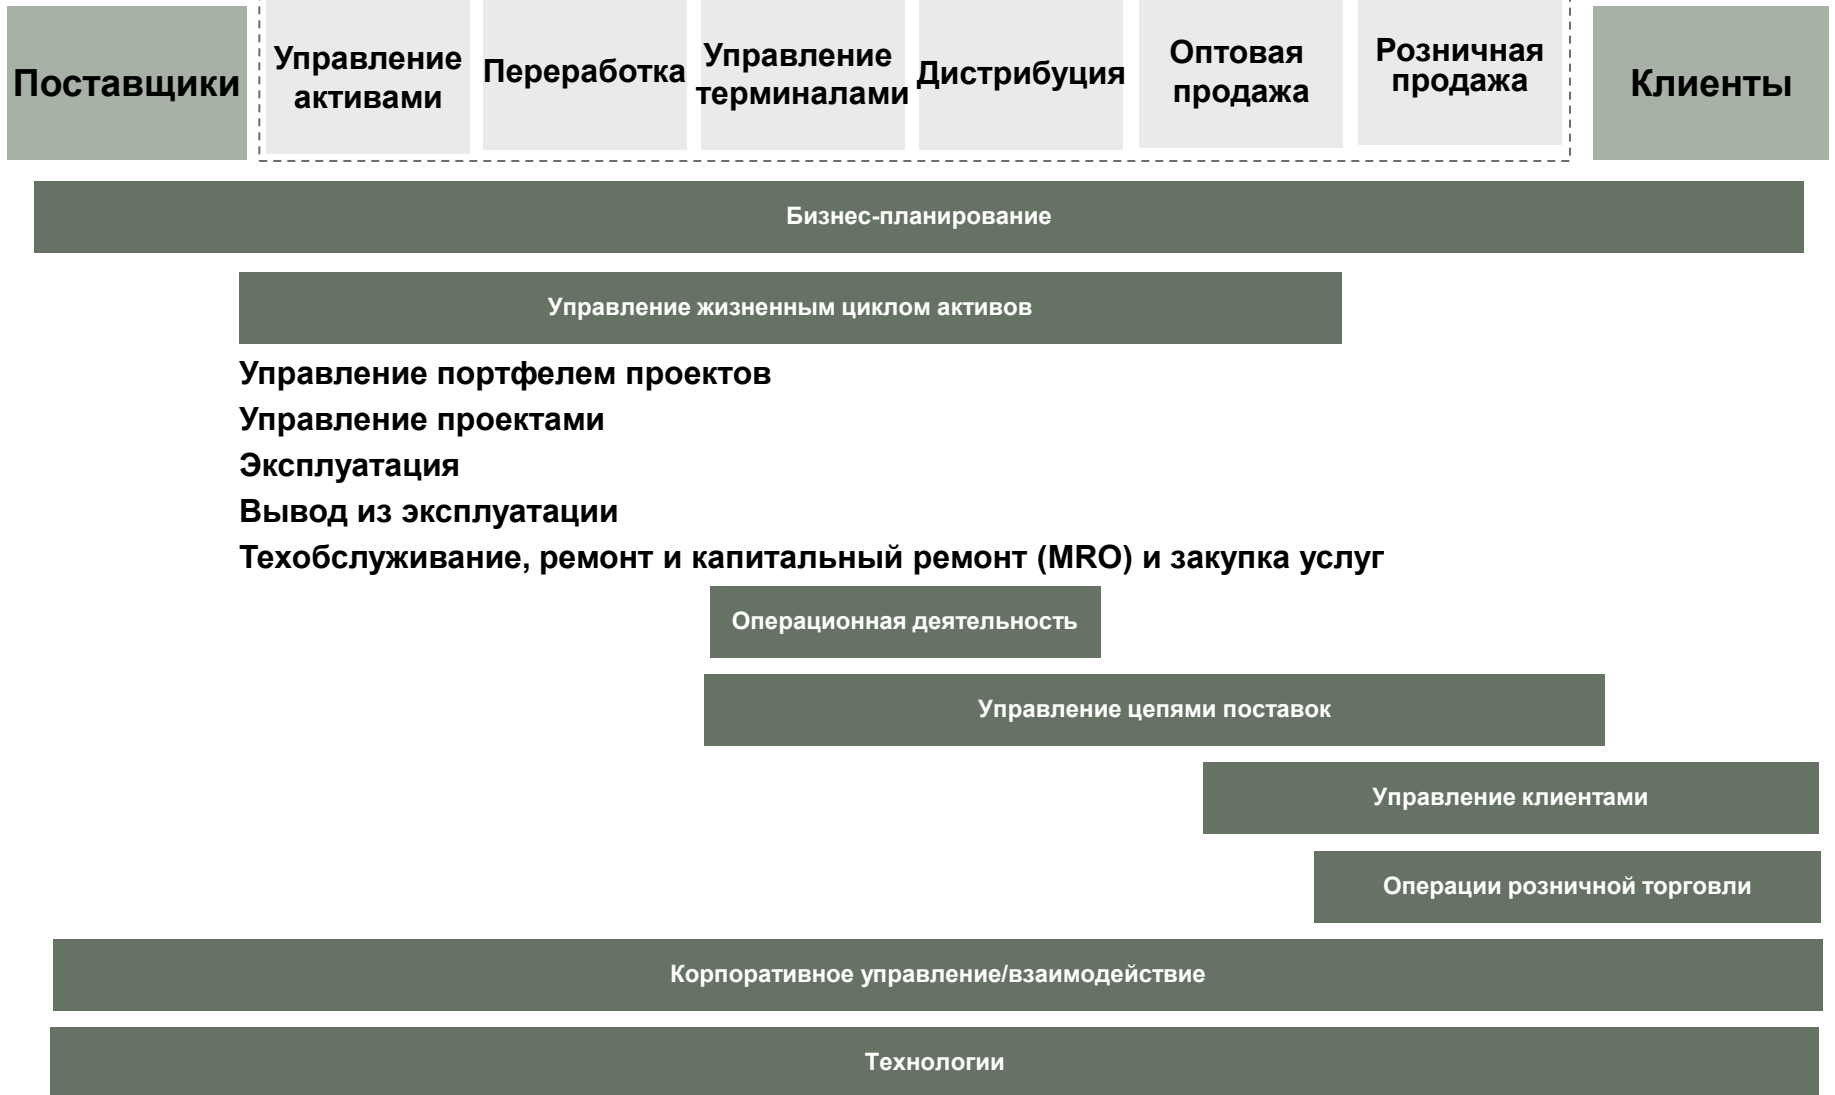 Поставщики
Управление
активами
Переработка
Управление
терминалами
Дистрибуция
Оптовая
продажа
Розничная
продажа
Клиенты
Бизнес-планирование
Управление жизненным циклом активов
Управление портфелем проектов
Управление проектами
Эксплуатация
Вывод из эксплуатации
Техобслуживание, ремонт и капитальный ремонт (MRO) и закупка услуг
Операционная деятельность
Управление цепями поставок
Управление клиентами
Операции розничной торговли
Корпоративное управление/взаимодействие
Технологии